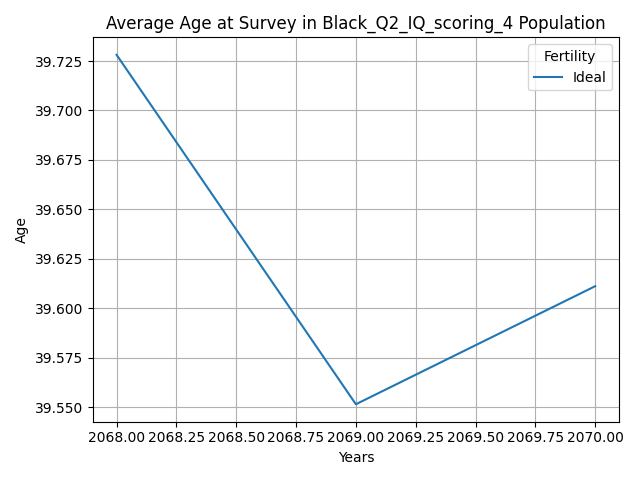 Average Age at Survey in Black_Q2_IQ_scoring_4 Population
Fertility
Ideal
39.725
39.700
39.675
39.650
39.625
39.600
39.575
39.550
Age
2068.00 2068.25 2068.50 2068.75 2069.00 2069.25 2069.50 2069.75 2070.00
Years